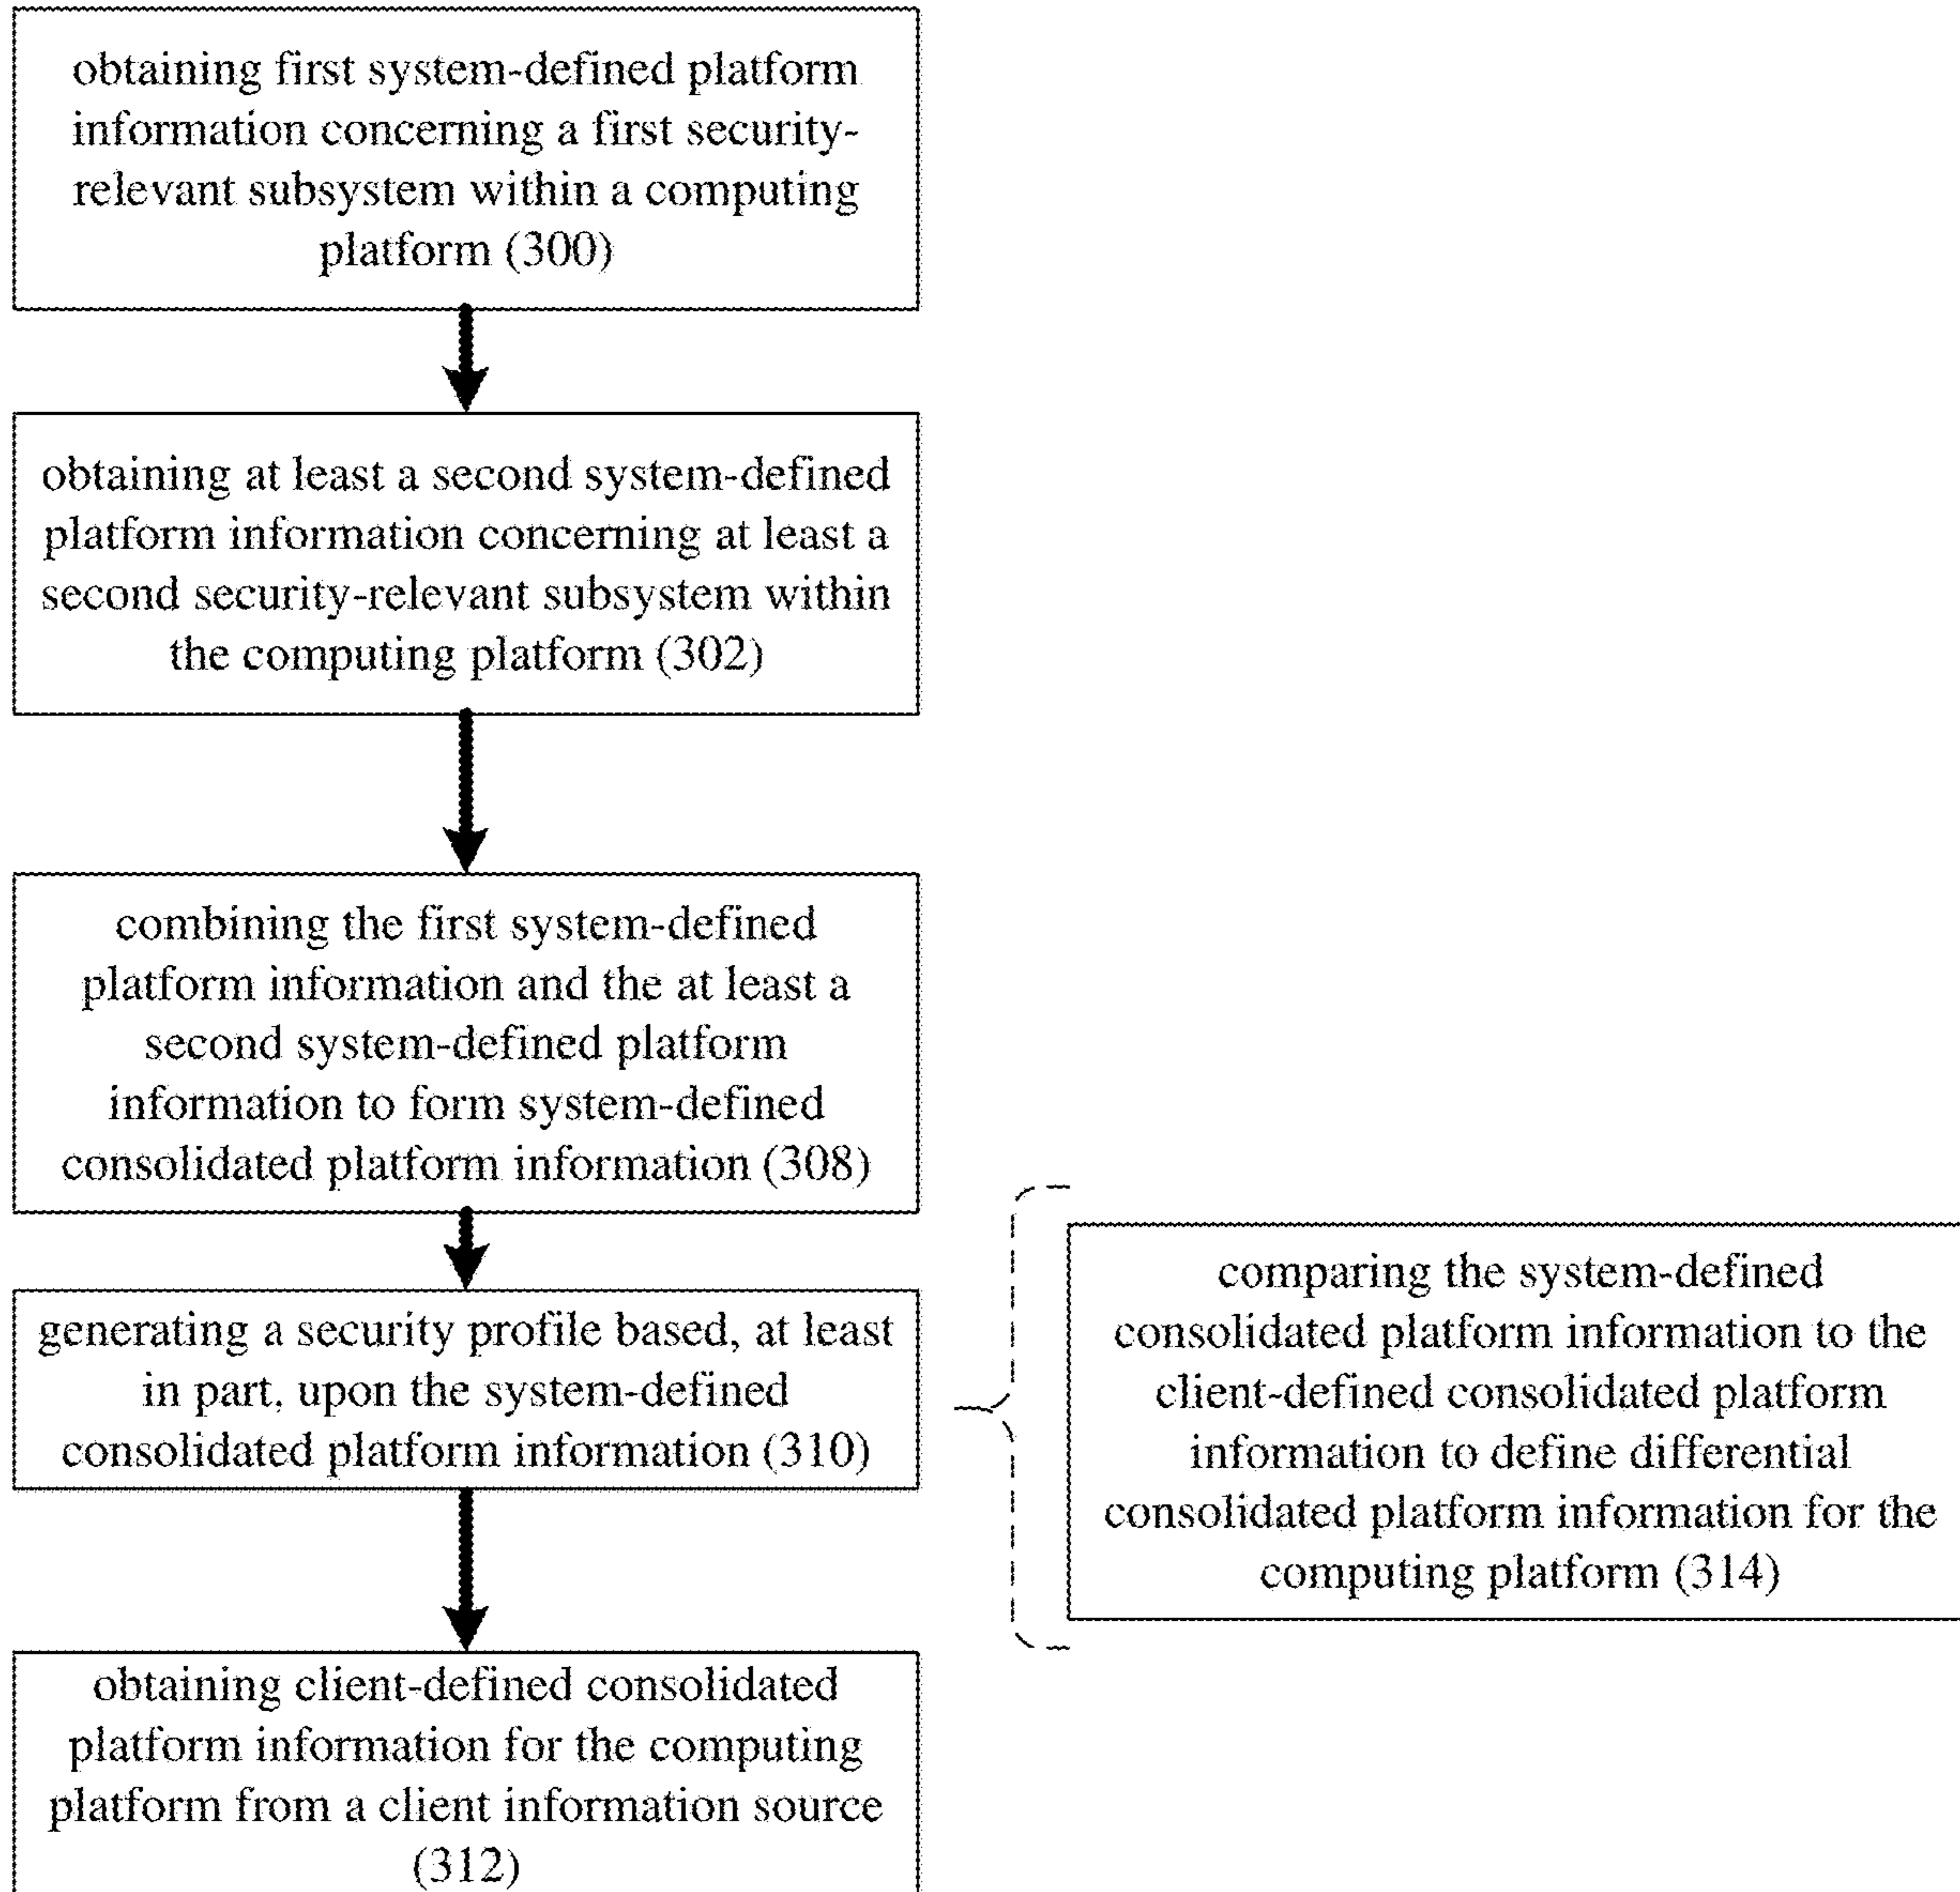 obtaining first system-defined platform
information concerning a first security-
relevant subsystem within a computing
platform (300)
obtaining at least a second system-defined
platform information concerning at least a
second security-relevant subsystem within
the computing platform (302)
combining the first system-defined
platform information and the at least a
second system-defined platform
information to form system-defined
consolidated platform information (308)
generating a security profile based, at least
in part, upon the system-defined
consolidated platform information (310)
comparing the system-defined
consolidated platform information to the
client-defined consolidated platform
information to define differential
consolidated platform information for the
computing platform (314)
obtaining client-defined consolidated
platform information for the computing
platform from a client information source
(312)